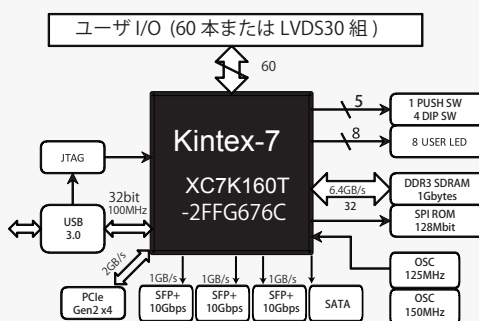 ユーザ I/O (60 本または LVDS30 組 )
60
Kintex-7
XC7K160T
-2FFG676C
5
1 PUSH SW
4 DIP SW
8
8 USER LED
JTAG
32bit
100MHz
USB
3.0
6.4GB/s
32
DDR3 SDRAM
1Gbytes
SPI ROM
128Mbit
2GB/s
PCIe
Gen2 x4
1GB/s
1GB/s
1GB/s
SFP+
10Gbps
SFP+
10Gbps
SFP+
10Gbps
SATA
OSC
125MHz
OSC
150MHz